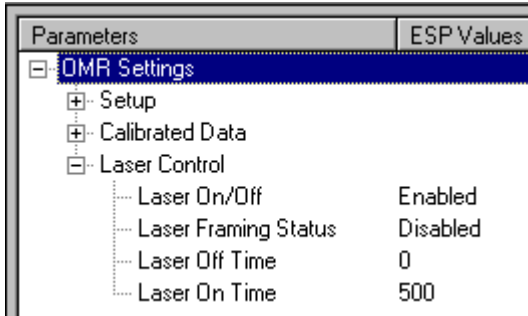 Parameters ESP Values
OMR Settings
Setup
Calibrated Data
Laser Control
Laser On/Off Enabled
Laser Framing Status Disabled
Laser Off Time 0
Laser On Time 500